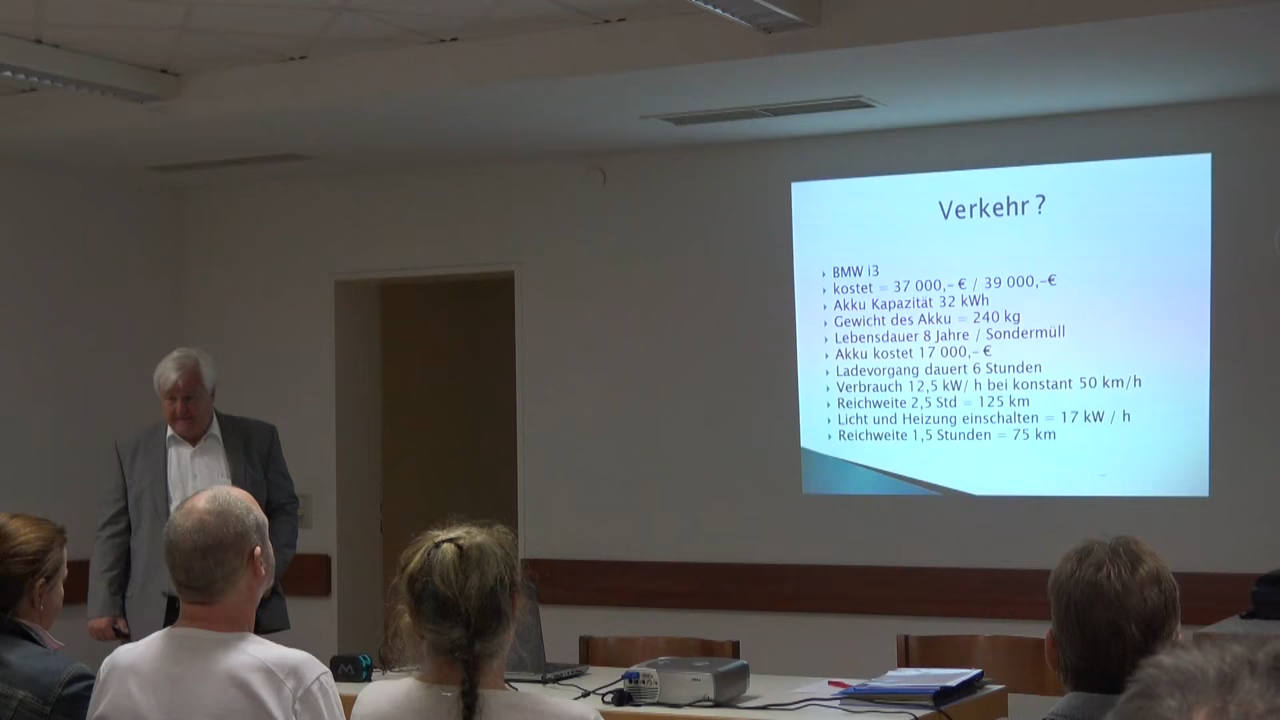 Verkehr?
BMW i3
kostet = 37 000,-€ / 39 000,-€
Akku Kapazität 32 kWh
Gewicht des Akku = 240 kg
Lebensdauer 8 Jahre / Sondermüll
Akku kostet 17 000,-€
Ladevorgang dauert 6 Stunden
Verbrauch 12,5 kW/ h bei konstant 50 km/h
Reichweite 2,5 Std = 125 km
Licht und Heizung einschalten = 17 kW / h
Reichweite 1,5 Stunden = 75 km